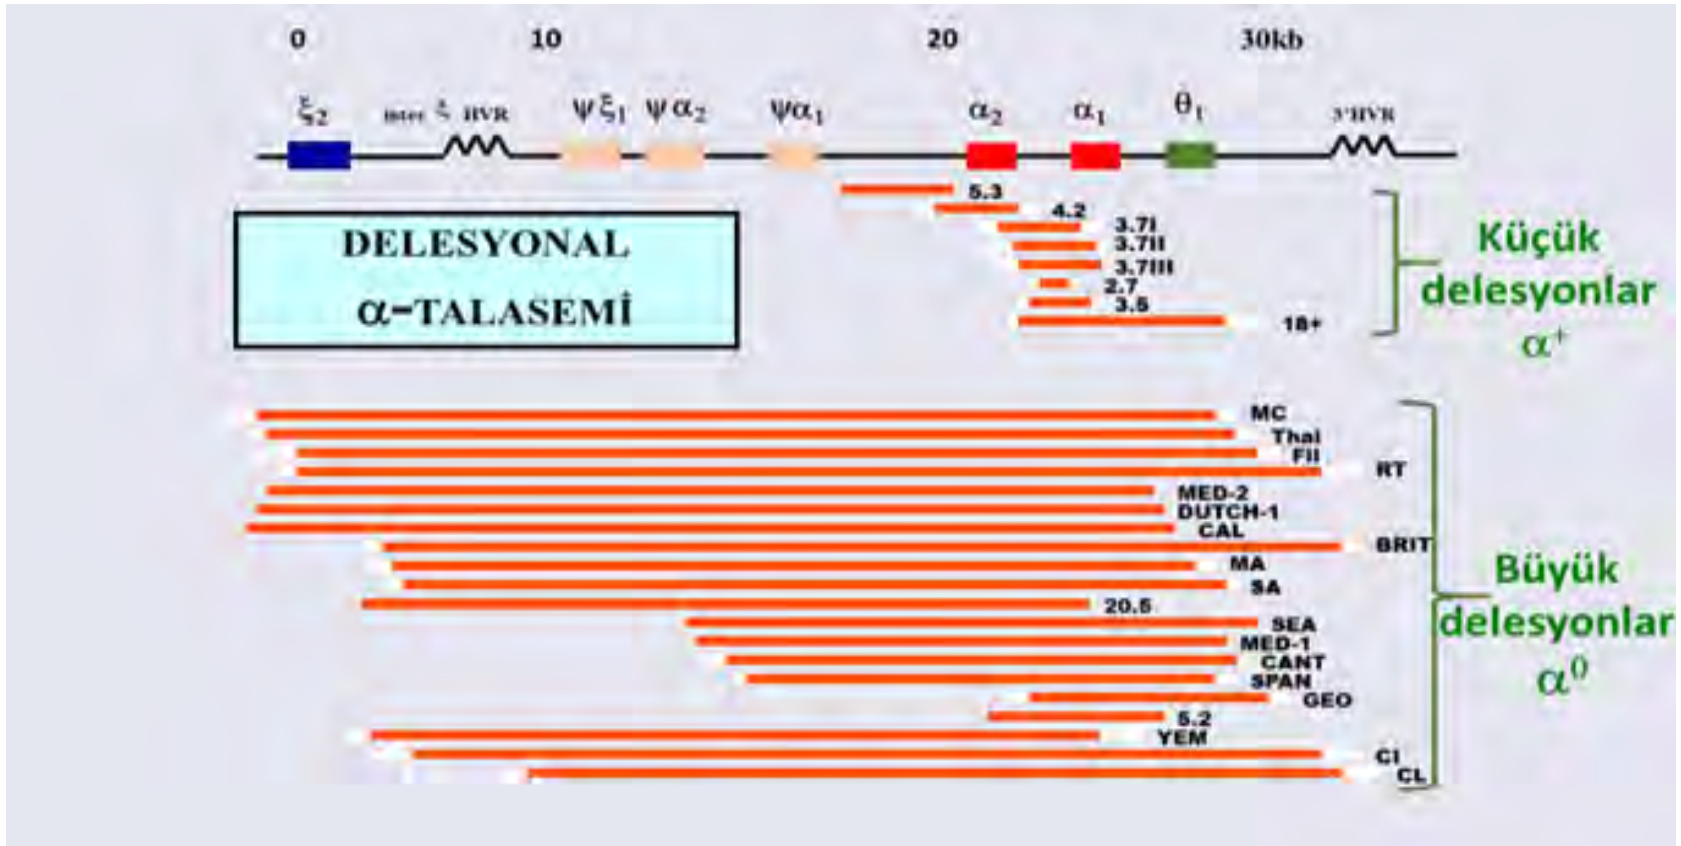 0 10 20 30kb
ξ2 inter ξ HVR ψξ1 ψα2 ψα1 α2 α1 θ1 3'HVR
DELESYONAL
α-TALASEMİ
5.3
4.2
3.7I
3.7II
3.7III
2.7
3.5
18+
Küçük
delesyonlar
α+
MC
Thai
Fil
RT
MED-2
DUTCH-1
CAL
BRIT
MA
SA
20.5
SEA
MED-1
CANT
SPAN
GEO
5.2
YEM
CI
CL
Büyük
delesyonlar
α0